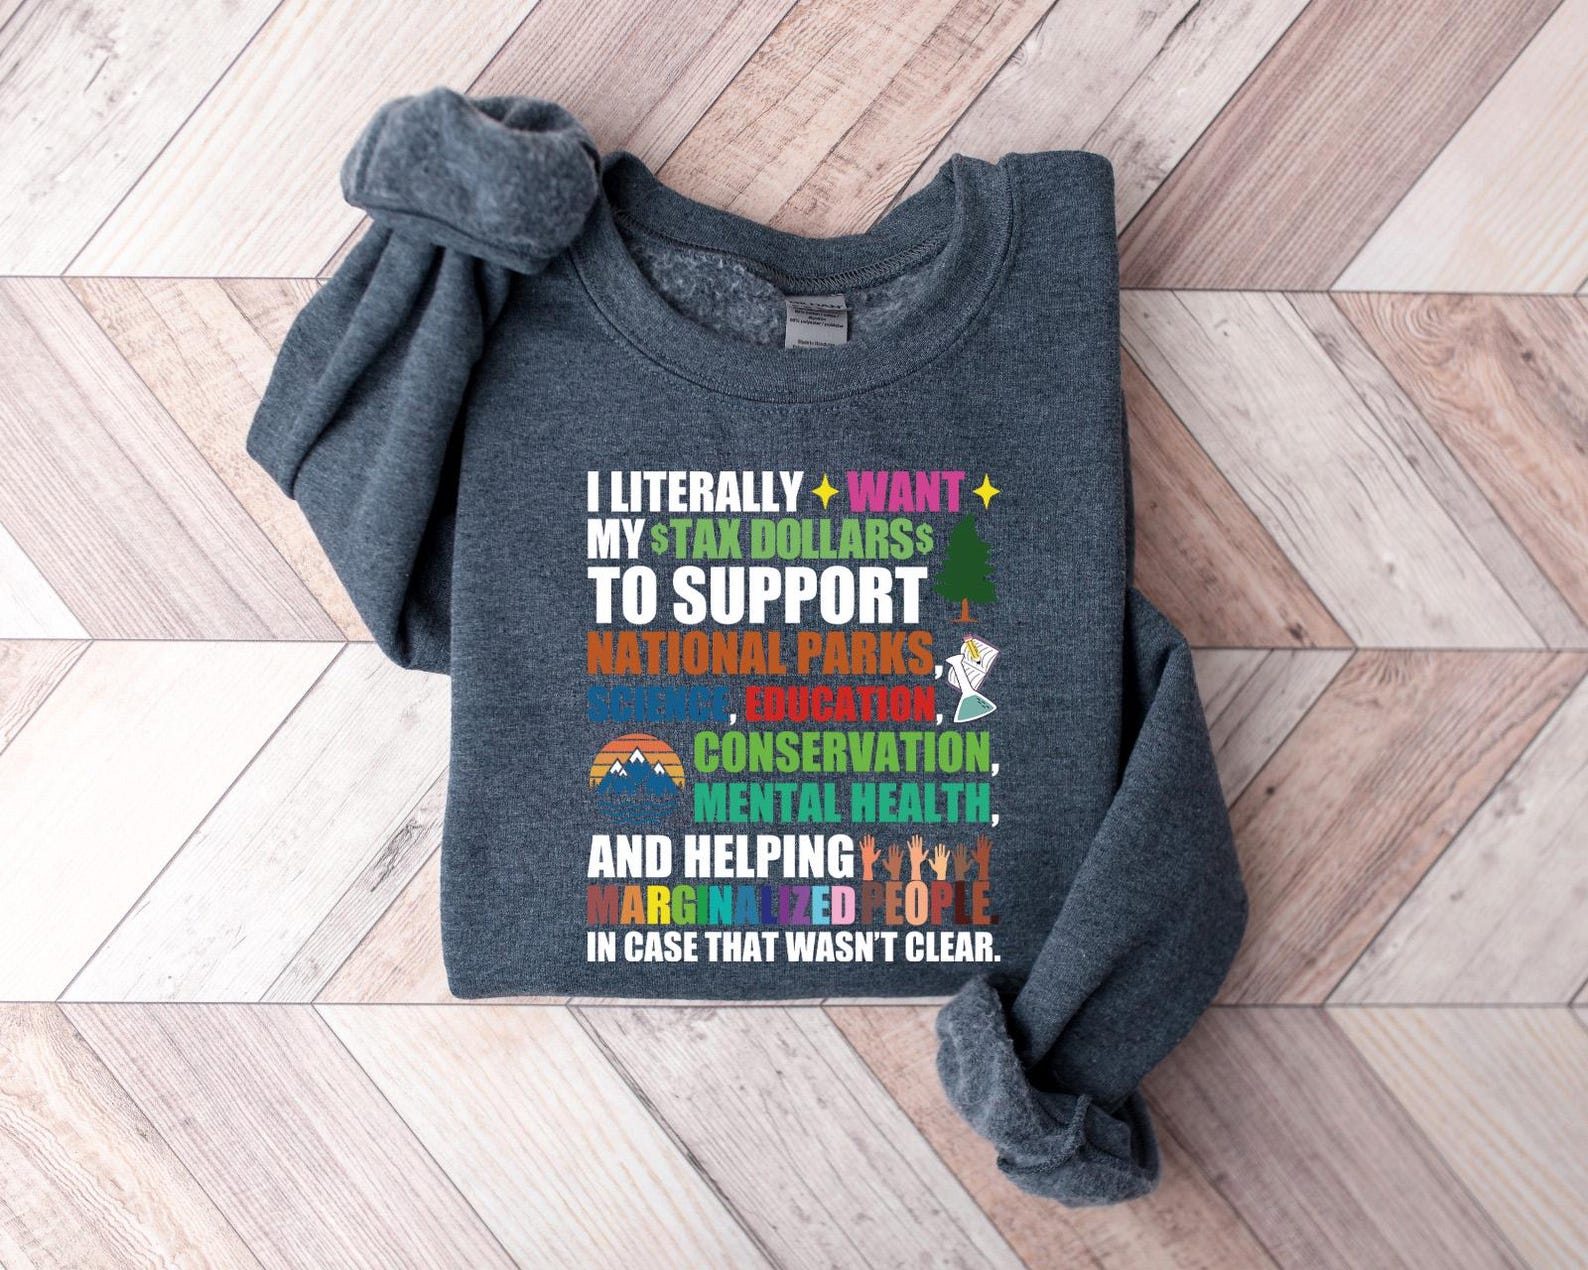 I LITERALLY WANT
MY $TAX DOLLARS$
TO SUPPORT
NATIONAL PARKS,
SCIENCE, EDUCATION,
CONSERVATION,
MENTAL HEALTH,
AND HELPING
MARGINALIZED PEOPLE.
IN CASE THAT WASN'T CLEAR.